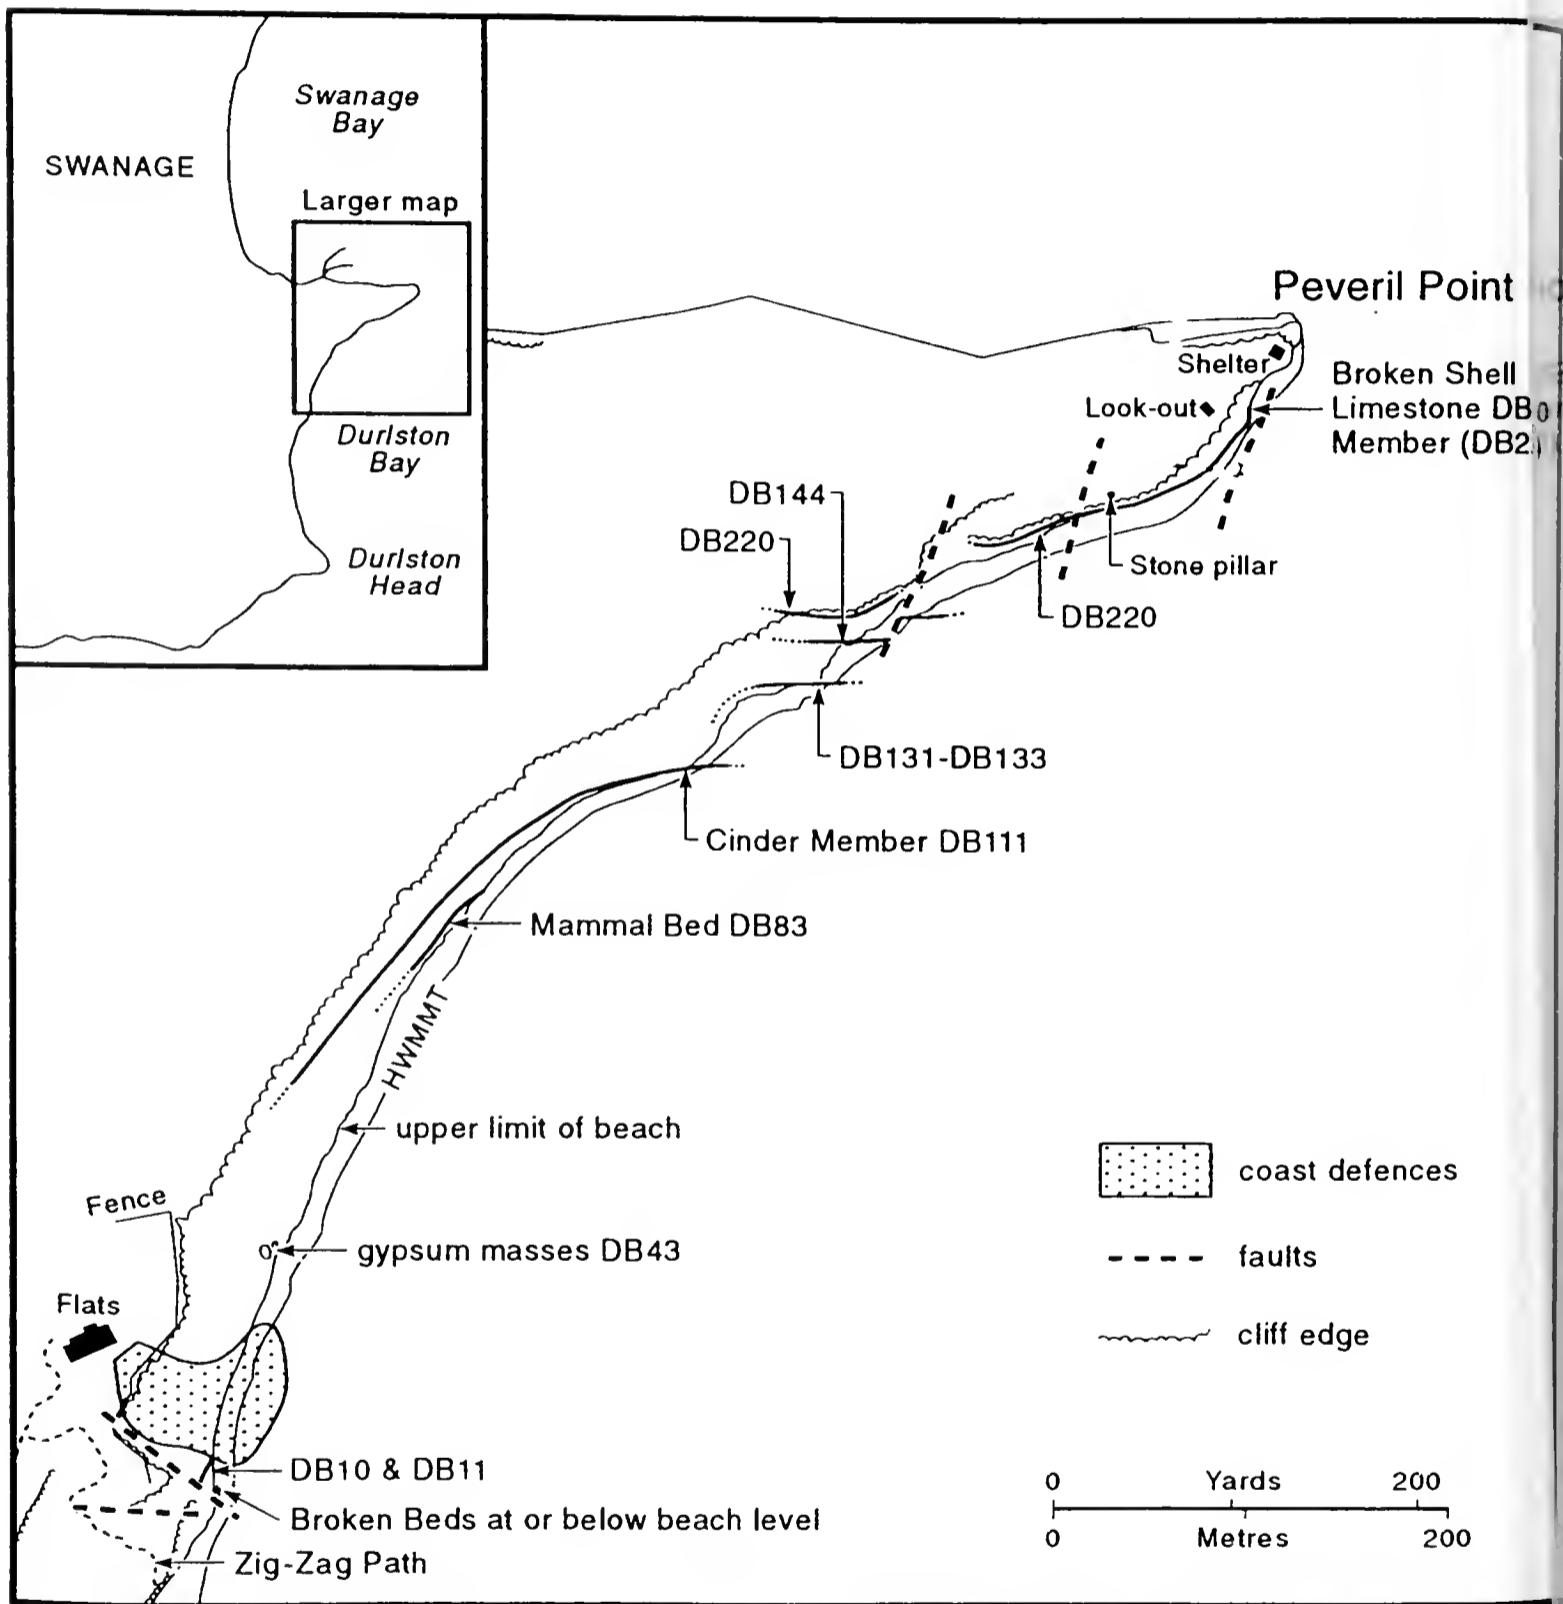 Swanage
Bay
SWANAGE
Larger map
Durlston
Bay
Durlston
Head
Peveril Point
Shelter
Broken Shell
Limestone
Member (DB2
Look-out
DB144
DB220
Stone pillar
DB220
DB131-DB133
Cinder Member DB111
Mammal Bed DB83
HWMMT
upper limit of beach
coast defences
Fence
gypsum masses DB43
faults
Flats
cliff edge
DB10 & DB11
0 Yards 200
Broken Beds at or below beach level
0 Metres 200
Zig-Zag Path